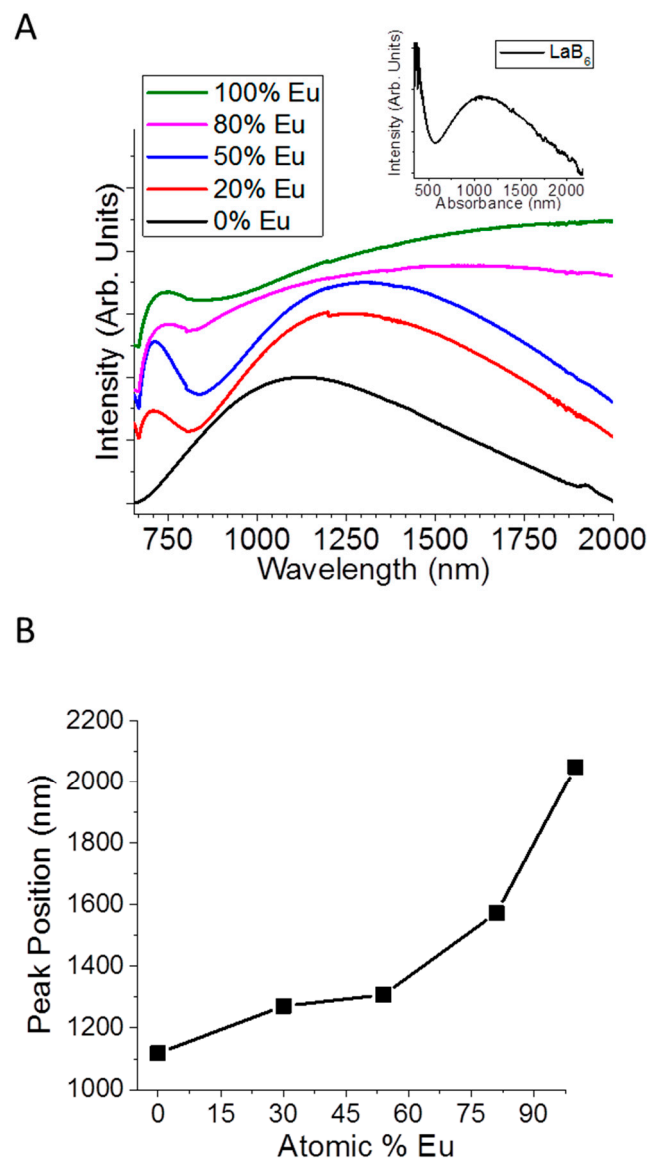 A
Intensity (Arb. Units)
100% Eu
80% Eu
50% Eu
20% Eu
0% Eu
750 1000 1250 1500 1750 2000
Wavelength (nm)
Intensity (Arb. Units)
LaB6
500 1000 1500 2000
Absorbance (nm)
B
Peak Position (nm)
2200
2000
1800
1600
1400
1200
1000
0 15 30 45 60 75 90
Atomic % Eu